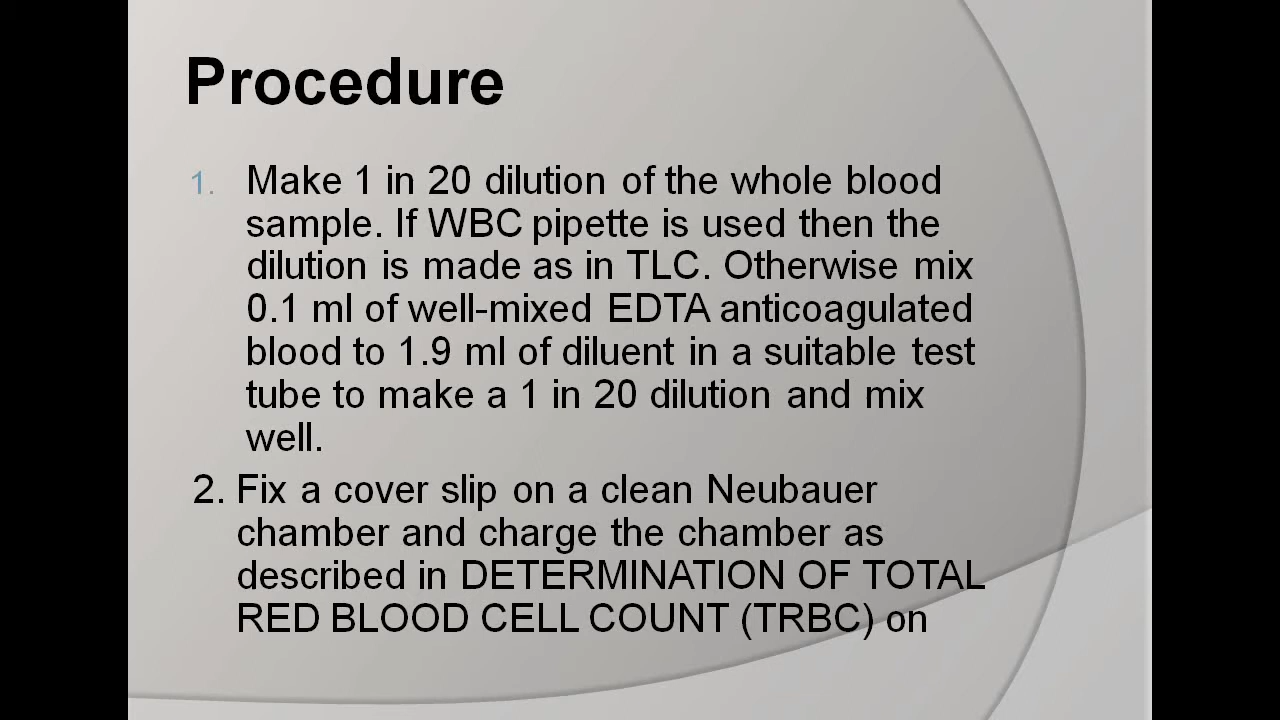 Procedure
1. Make 1 in 20 dilution of the whole blood
sample. If WBC pipette is used then the
dilution is made as in TLC. Otherwise mix
0.1 ml of well-mixed EDTA anticoagulated
blood to 1.9 ml of diluent in a suitable test
tube to make a 1 in 20 dilution and mix
well.
2. Fix a cover slip on a clean Neubauer
chamber and charge the chamber as
described in DETERMINATION OF TOTAL
RED BLOOD CELL COUNT (TRBC) on